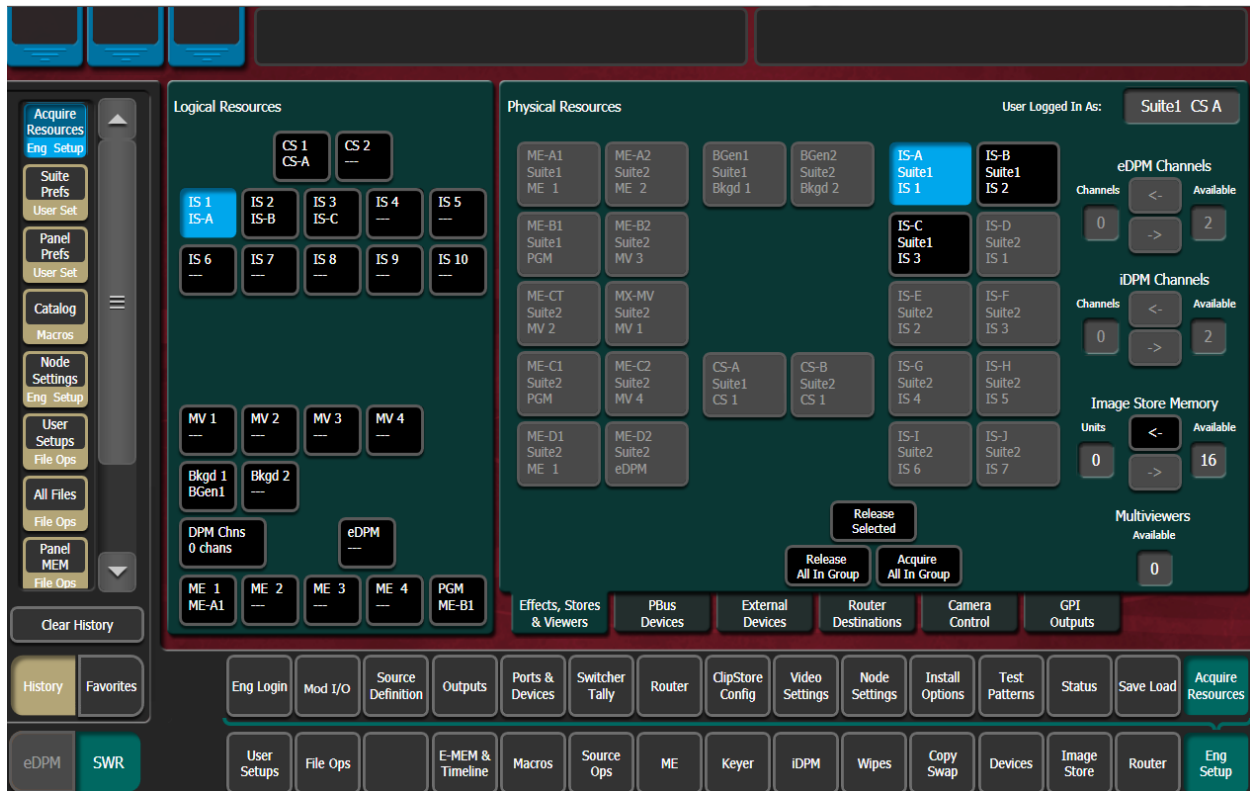 Acquire
Resources
Eng Setup
Suite
Prefs
User Set
Panel
Prefs
User Set
Catalog
Macros
Node
Settings
Eng Setup
User
Setups
File Ops
All Files
File Ops
Panel
MEM
File Ops
Clear History
History
Favorites
eDPM
SWR
Logical Resources
CS 1
CS-A
CS 2
---
IS 1
IS-A
IS 2
IS-B
IS 3
IS-C
IS 4
---
IS 5
---
IS 6
---
IS 7
---
IS 8
---
IS 9
---
IS 10
---
MV 1
---
MV 2
---
MV 3
---
MV 4
---
Bkgd 1
BGen1
Bkgd 2
---
DPM Chns
0 chans
eDPM
---
ME 1
ME-A1
ME 2
---
ME 3
---
ME 4
---
PGM
ME-B1
Physical Resources
User Logged In As:
Suite1 CS A
ME-A1
Suite1
ME 1
ME-A2
Suite2
ME 2
BGen1
Suite1
Bkgd 1
BGen2
Suite2
Bkgd 2
IS-A
Suite1
IS 1
IS-B
Suite1
IS 2
ME-B1
Suite1
PGM
ME-B2
Suite2
MV 3
IS-C
Suite1
IS 3
IS-D
Suite2
IS 1
ME-CT
Suite2
MV 2
MX-MV
Suite2
MV 1
IS-E
Suite2
IS 2
IS-F
Suite2
IS 3
ME-C1
Suite2
PGM
ME-C2
Suite2
MV 4
CS-A
Suite1
CS 1
CS-B
Suite2
CS 1
IS-G
Suite2
IS 4
IS-H
Suite2
IS 5
ME-D1
Suite2
ME 1
ME-D2
Suite2
eDPM
IS-I
Suite2
IS 6
IS-J
Suite2
IS 7
Release
Selected
Release
All In Group
Acquire
All In Group
eDPM Channels
Channels
<-
Available
0
->
2
iDPM Channels
Channels
<-
Available
0
->
2
Image Store Memory
Units
<-
Available
0
->
16
Multiviewers
Available
0
Effects, Stores
& Viewers
PBus
Devices
External
Devices
Router
Destinations
Camera
Control
GPI
Outputs
Eng Login
Mod I/O
Source
Definition
Outputs
Ports &
Devices
Switcher
Tally
Router
ClipStore
Config
Video
Settings
Node
Settings
Install
Options
Test
Patterns
Status
Save Load
Acquire
Resources
User
Setups
File Ops
E-MEM &
Timeline
Macros
Source
Ops
ME
Keyer
iDPM
Wipes
Copy
Swap
Devices
Image
Store
Router
Eng
Setup